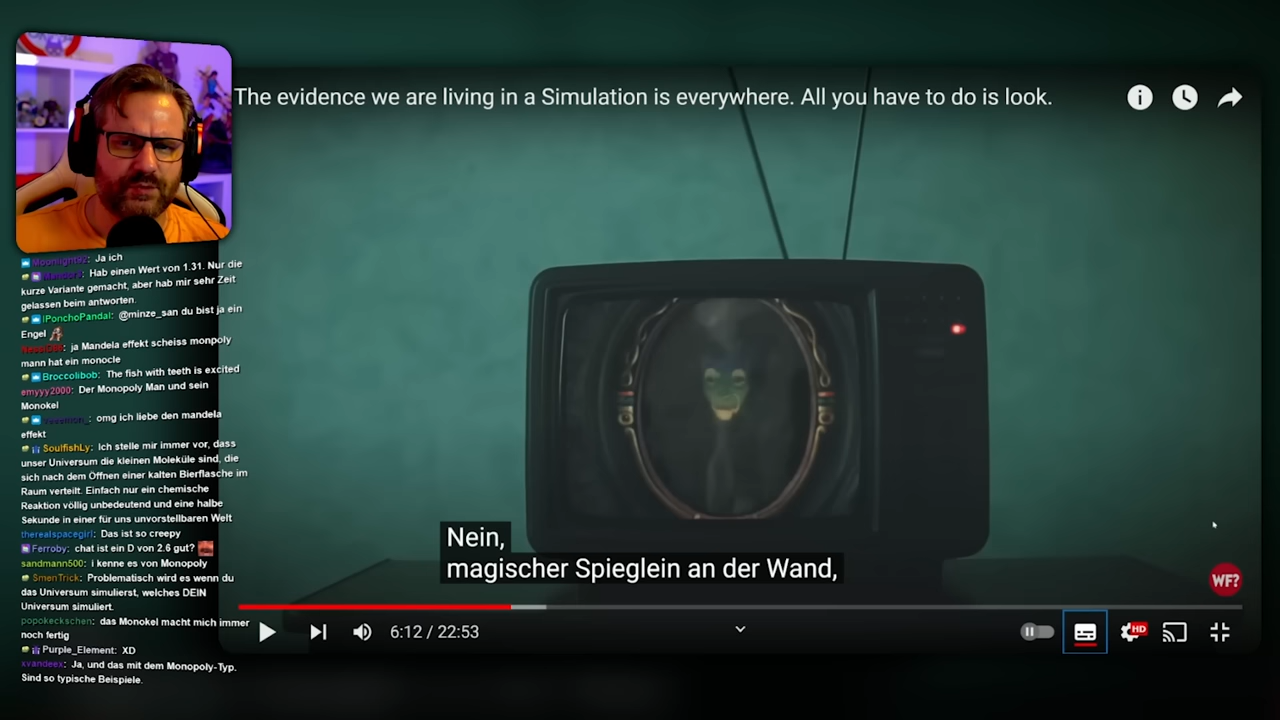 The evidence we are living in a Simulation is everywhere. All you have to do is look.
Moonlight92: Ja ich
Hab einen Wert von 1.31. Nur die
kurze Variante gemacht, aber hab mir sehr Zeit
gelassen beim antworten.
IPonchoPandaI: @minze_san du bist ja ein
Engel
ja Mandela effekt scheiss monpoly
mann hat ein monocle
Broccolibob: The fish with teeth is excited
emyyy2000: Der Monopoly Man und sein
Monokel
omg ich liebe den mandela
effekt
SoulfishLy: Ich stelle mir immer vor, dass
unser Universum die kleinen Moleküle sind, die
sich nach dem Öffnen einer kalten Bierflasche im
Raum verteilt. Einfach nur ein chemische
Reaktion völlig unbedeutend und eine halbe
Sekunde in einer für uns unvorstellbaren Welt
therealspacegirl: Das ist so creepy
Ferroby: chat ist ein D von 2.6 gut?
sandmann500: i kenne es von Monopoly
SmenTrick: Problematisch wird es wenn du
das Universum simulierst, welches DEIN
Universum simuliert.
popokeckschen: das Monokel macht mich immer
noch fertig
Purple_Element: XD
xvandeex: Ja, und das mit dem Monopoly-Typ.
Sind so typische Beispiele.
Nein,
magischer Spieglein an der Wand,
WF?
6:12 / 22:53
HD